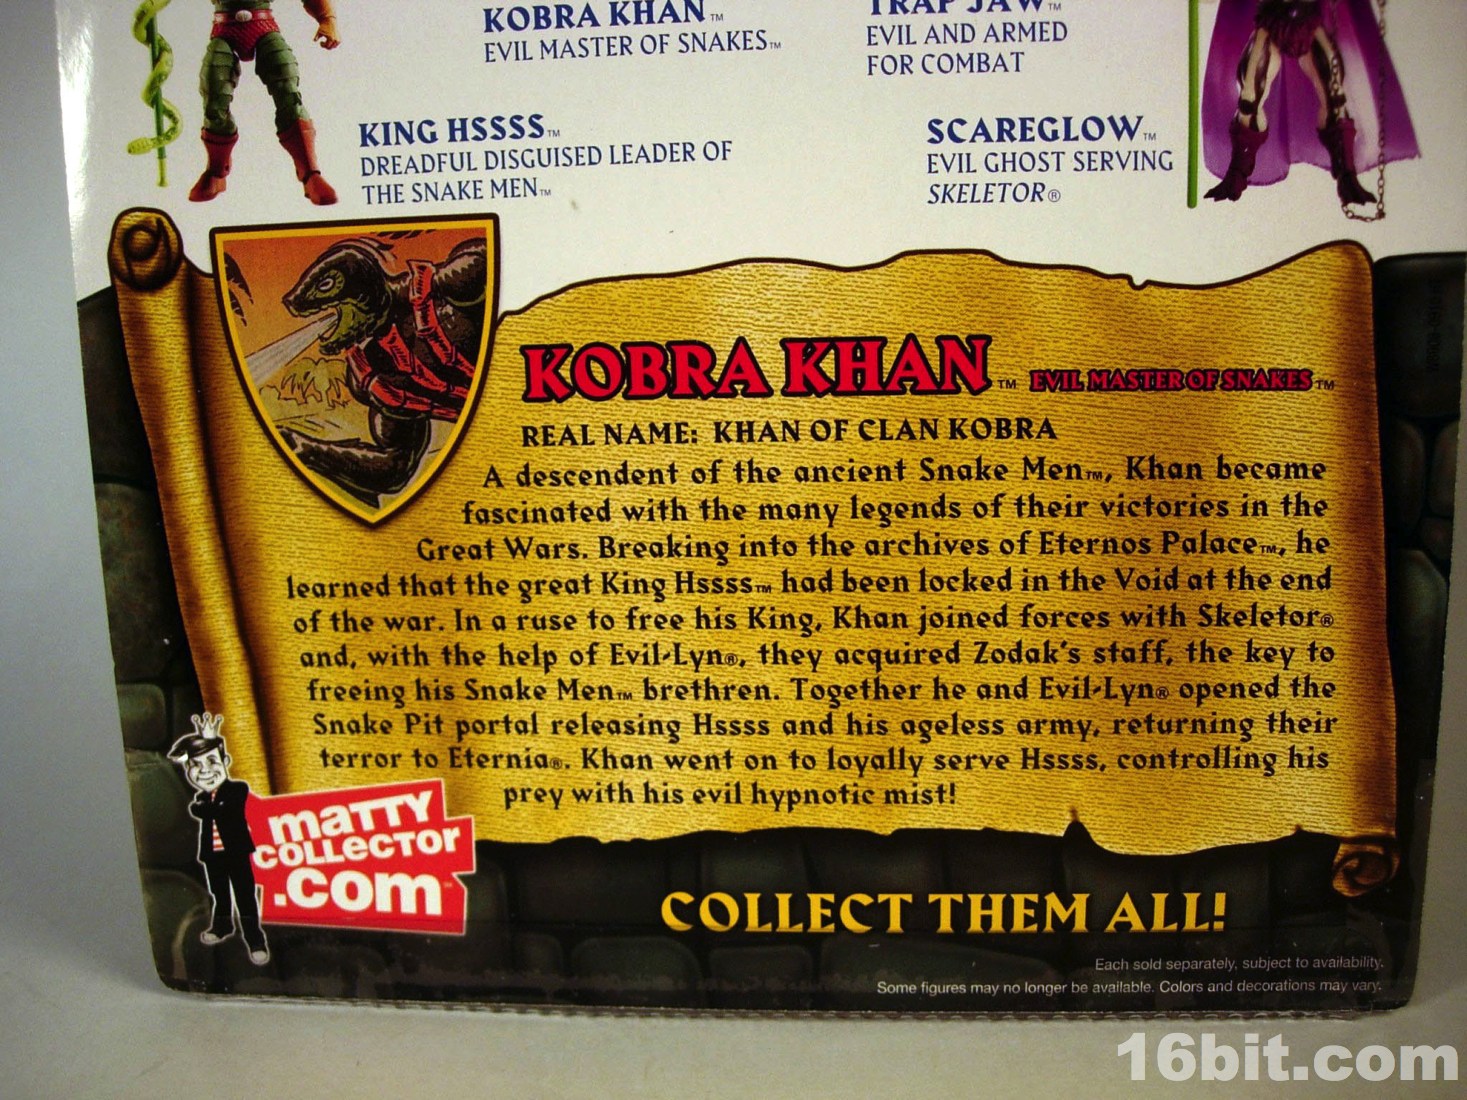 KOBRA KHAN™
EVIL MASTER OF SNAKES™
TRAP JAW™
EVIL AND ARMED
FOR COMBAT
KING HSSSS™
DREADFUL DISGUISED LEADER OF
THE SNAKE MEN™
SCAREGLOW™
EVIL GHOST SERVING
SKELETOR®
KOBRA KHAN™ EVIL MASTER OF SNAKES™
REAL NAME: KHAN OF CLAN KOBRA
A descendent of the ancient Snake Men™, Khan became
fascinated with the many legends of their victories in the
Great Wars. Breaking into the archives of Eternos Palace™, he
learned that the great King Hssss™ had been locked in the Void at the end
of the war. In a ruse to free his King, Khan joined forces with Skeletor®
and, with the help of Evil-Lyn®, they acquired Zodak's staff, the key to
freeing his Snake Men™ brethren. Together he and Evil-Lyn® opened the
Snake Pit portal releasing Hssss and his ageless army, returning their
terror to Eternia®. Khan went on to loyally serve Hssss, controlling his
prey with his evil hypnotic mist!
maTTY
COLLECTOr
.com™
COLLECT THEM ALL!
Each sold separately, subject to availability.
Some figures may no longer be available. Colors and decorations may vary.
16bit.com